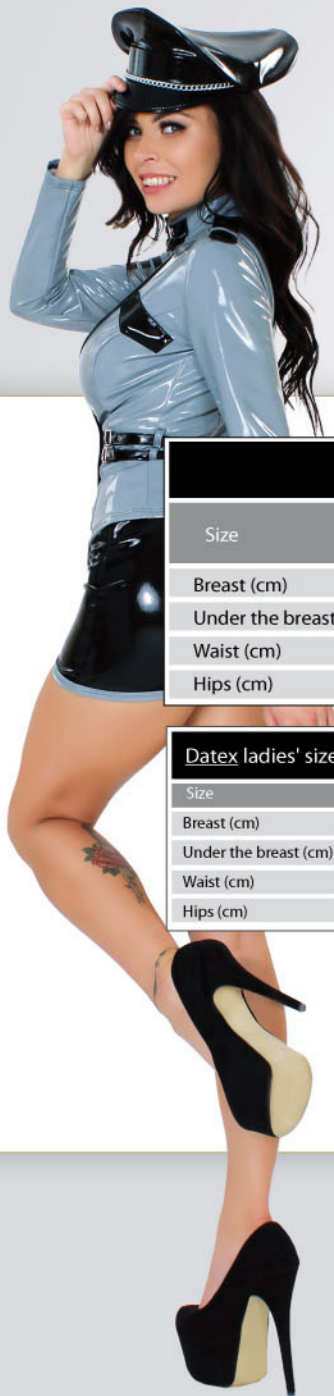 Size
Breast (cm)
Under the breast
Waist (cm)
Hips (cm)
Datex ladies' size
Size
Breast (cm)
Under the breast (cm)
Waist (cm)
Hips (cm)